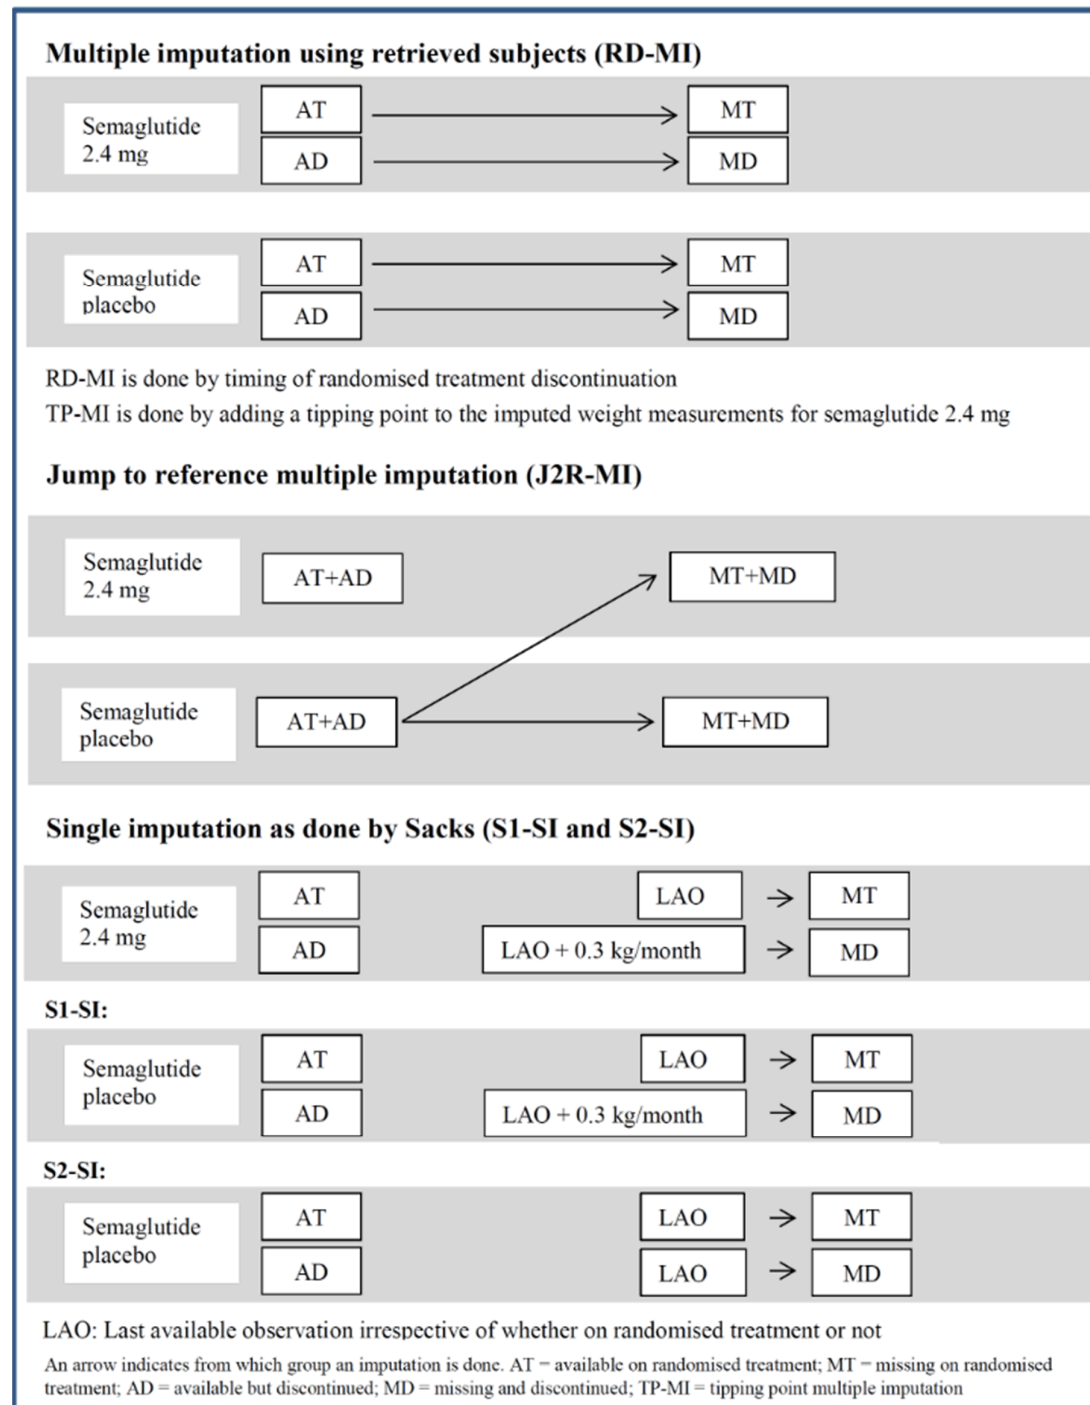 Multiple imputation using retrieved subjects (RD-MI)
Semaglutide
2.4 mg
AT
MT
AD
MD
Semaglutide
placebo
AT
MT
AD
MD
RD-MI is done by timing of randomised treatment discontinuation
TP-MI is done by adding a tipping point to the imputed weight measurements for semaglutide 2.4 mg
Jump to reference multiple imputation (J2R-MI)
Semaglutide
2.4 mg
AT+AD
MT+MD
Semaglutide
placebo
AT+AD
MT+MD
Single imputation as done by Sacks (S1-SI and S2-SI)
Semaglutide
2.4 mg
AT
LAO
MT
AD
LAO + 0.3 kg/month
MD
S1-SI:
Semaglutide
placebo
AT
LAO
MT
AD
LAO + 0.3 kg/month
MD
S2-SI:
Semaglutide
placebo
AT
LAO
MT
AD
LAO
MD
LAO: Last available observation irrespective of whether on randomised treatment or not
An arrow indicates from which group an imputation is done. AT = available on randomised treatment; MT = missing on randomised
treatment; AD = available but discontinued; MD = missing and discontinued; TP-MI = tipping point multiple imputation